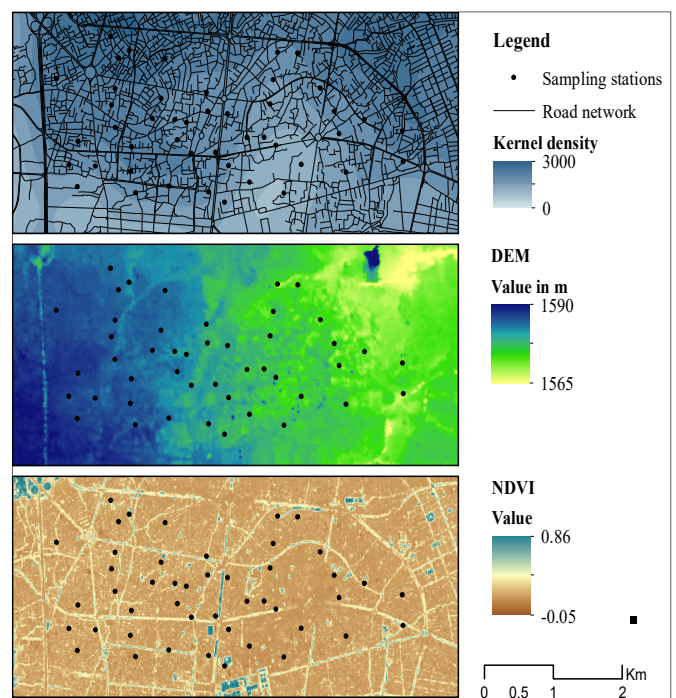 Legend
Sampling stations
Road network
Kernel density
3000
0
DEM
Value in m
1590
1565
NDVI
Value
0.86
-0.05
Km
0 0.5 1 2